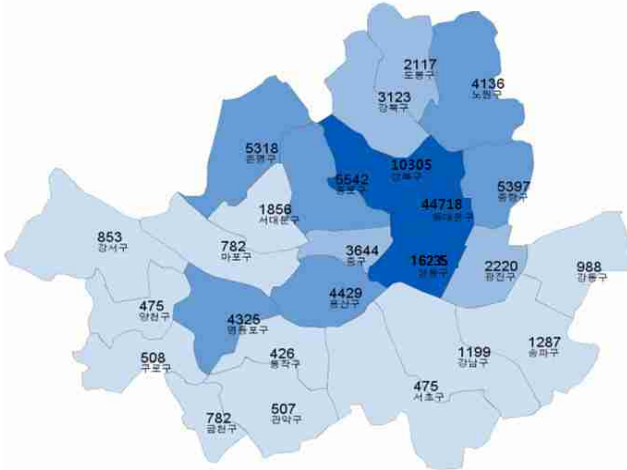 2117
도봉구
4136
노원구
3123
강북구
5318
은평구
10305
5542
종로구
5397
중랑구
44718
동대문구
1856
서대문구
853
강서구
782
마포구
3644
중구
16235
성동구
2220
광진구
988
강동구
475
양천구
4325
영등포구
4429
용산구
1287
송파구
508
구로구
426
동작구
1199
강남구
475
서초구
782
금천구
507
관악구